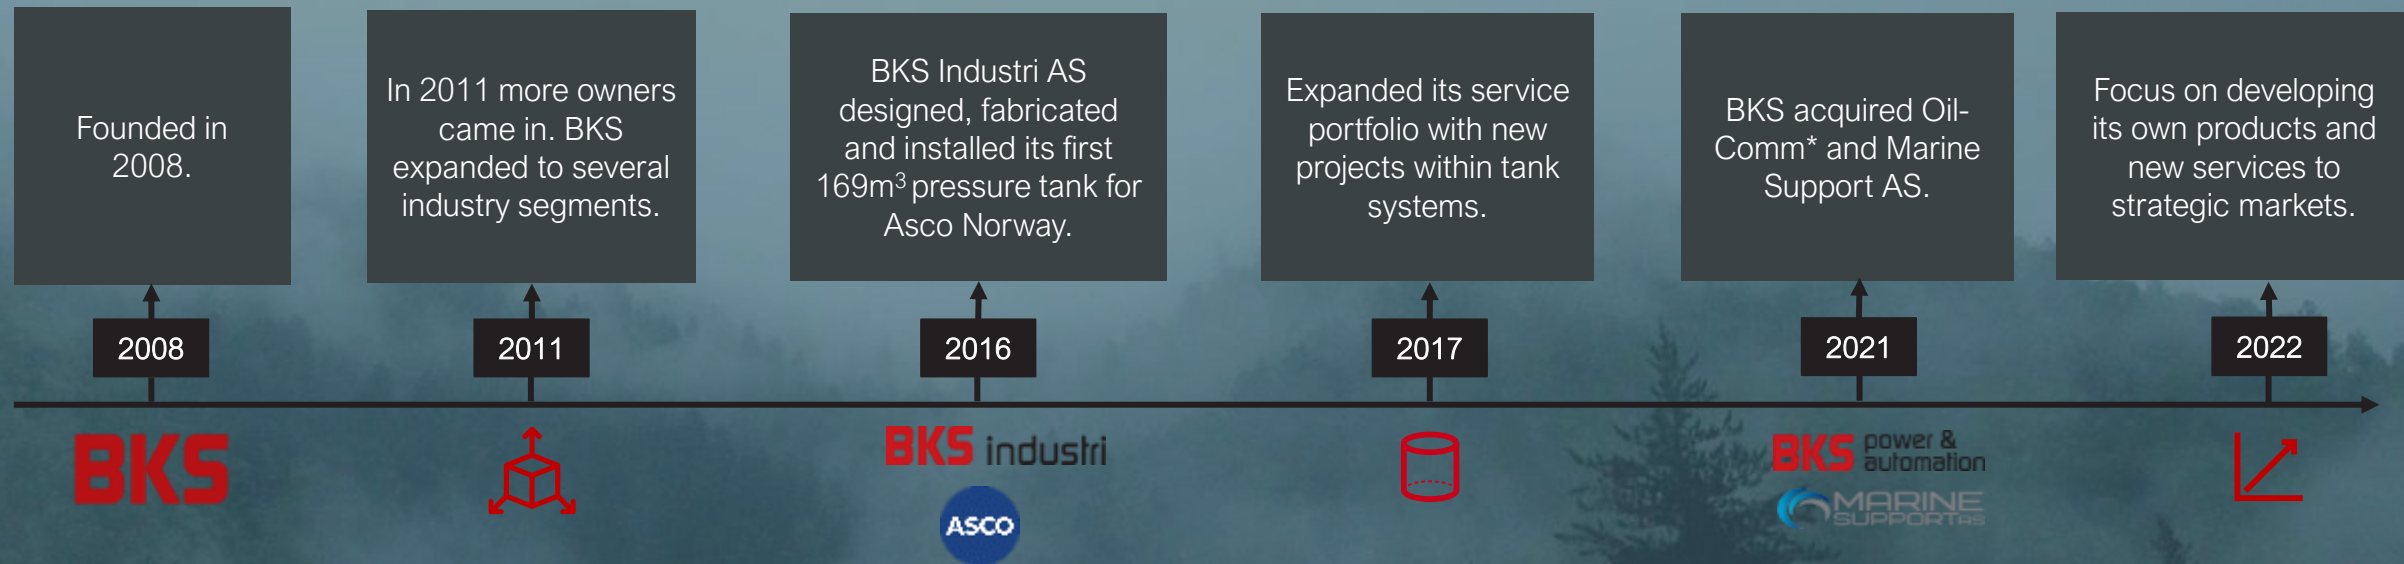 Founded in
2008.
In 2011 more owners
came in. BKS
expanded to several
industry segments.
BKS Industri AS
designed, fabricated
and installed its first
169m³ pressure tank for
Asco Norway.
Expanded its service
portfolio with new
projects within tank
systems.
BKS acquired Oil-
Comm* and Marine
Support AS.
Focus on developing
its own products and
new services to
strategic markets.
2008
2011
2016
2017
2021
2022
BKS
BKS industri
ASCO
BKS power &
automation
MARINE
SUPPORT AS